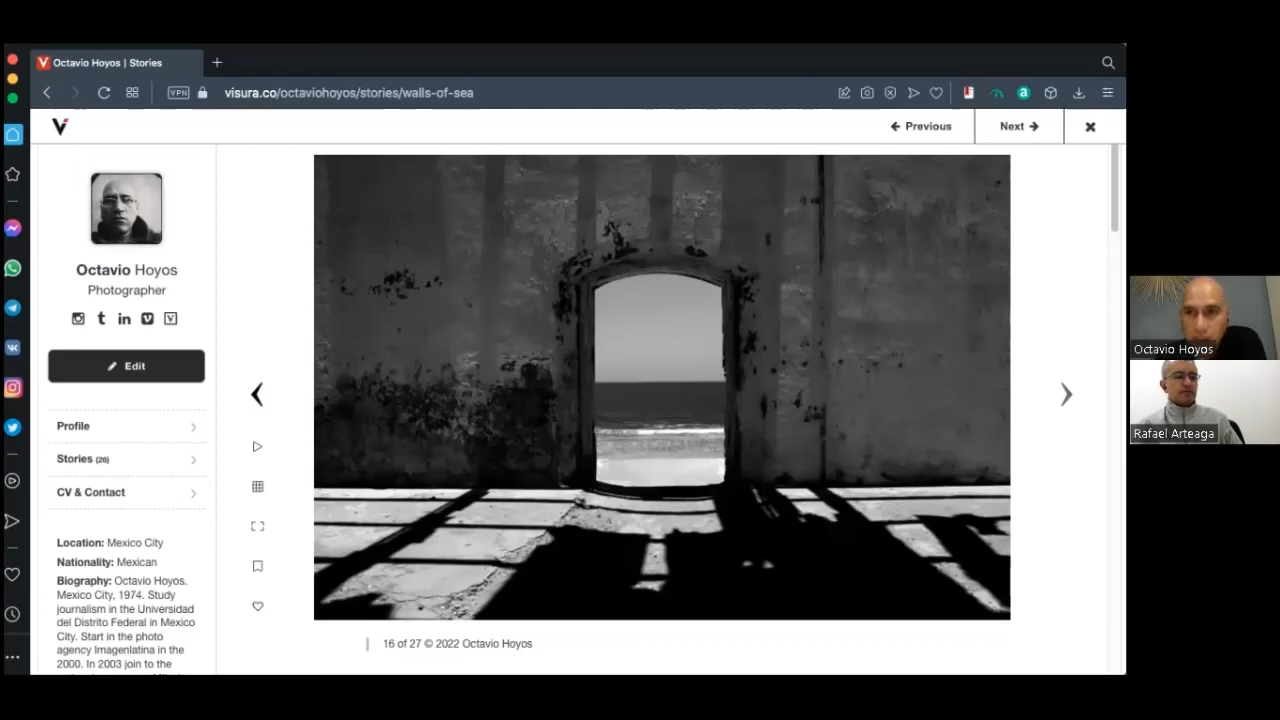 Octavio Hoyos | Stories
VPN
visura.co/octaviohoyos/stories/walls-of-sea
Previous
Next
Octavio Hoyos
Photographer
Edit
Profile
Stories (26)
CV & Contact
Location: Mexico City
Nationality: Mexican
Biography: Octavio Hoyos.
Mexico City, 1974. Study
journalism in the Universidad
del Distrito Federal in Mexico
City. Start in the photo
agency Imagenlatina in the
2000. In 2003 join to the
16 of 27 © 2022 Octavio Hoyos
Octavio Hoyos
Rafael Arteaga